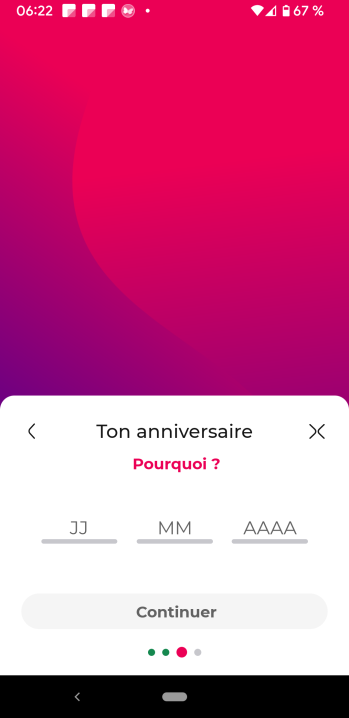 06:22 67 %
Ton anniversaire
Pourquoi ?
JJ MM AAAA
Continuer